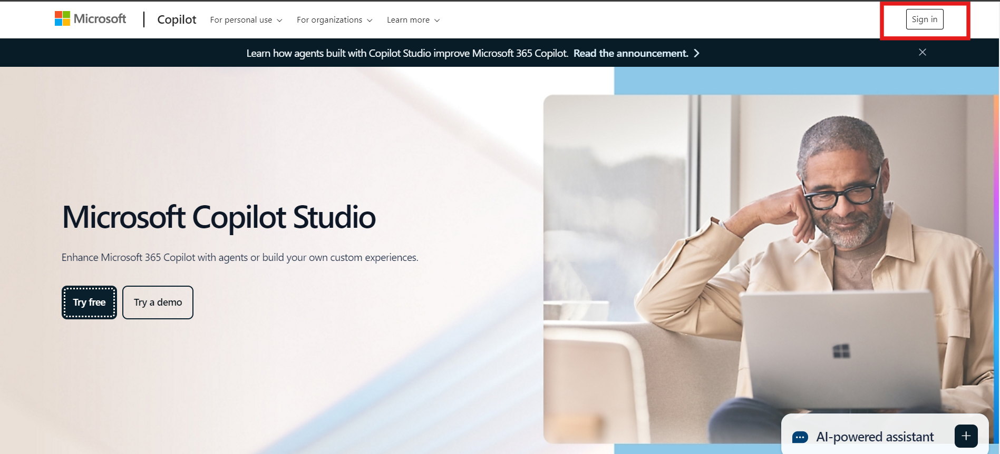 Microsoft
Copilot
For personal use
For organizations
Learn more
Sign in
Learn how agents built with Copilot Studio improve Microsoft 365 Copilot. Read the announcement.
Microsoft Copilot Studio
Enhance Microsoft 365 Copilot with agents or build your own custom experiences.
Try free
Try a demo
AI-powered assistant